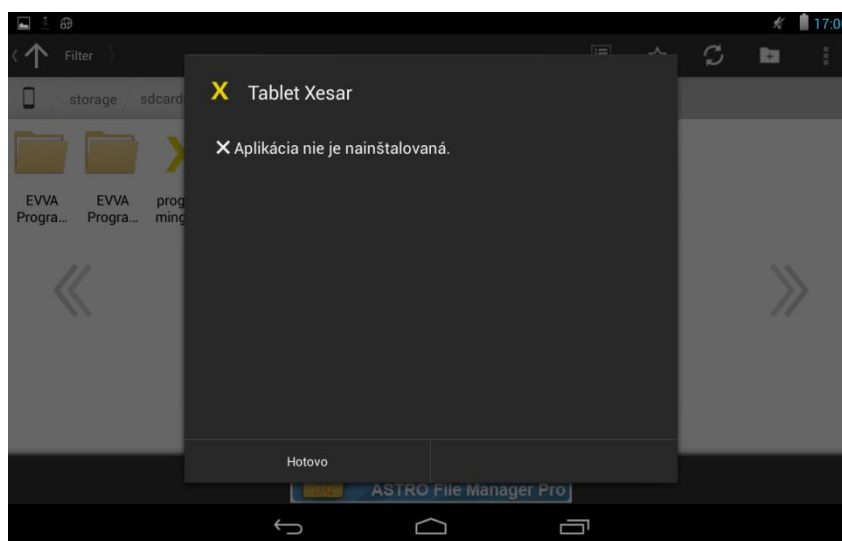 17:00
Filter
storage
sdcard
X Tablet Xesar
Aplikácia nie je nainštalovaná.
EVVA
Progra...
EVVA
Progra...
prog
ming
Hotovo
ASTRO File Manager Pro